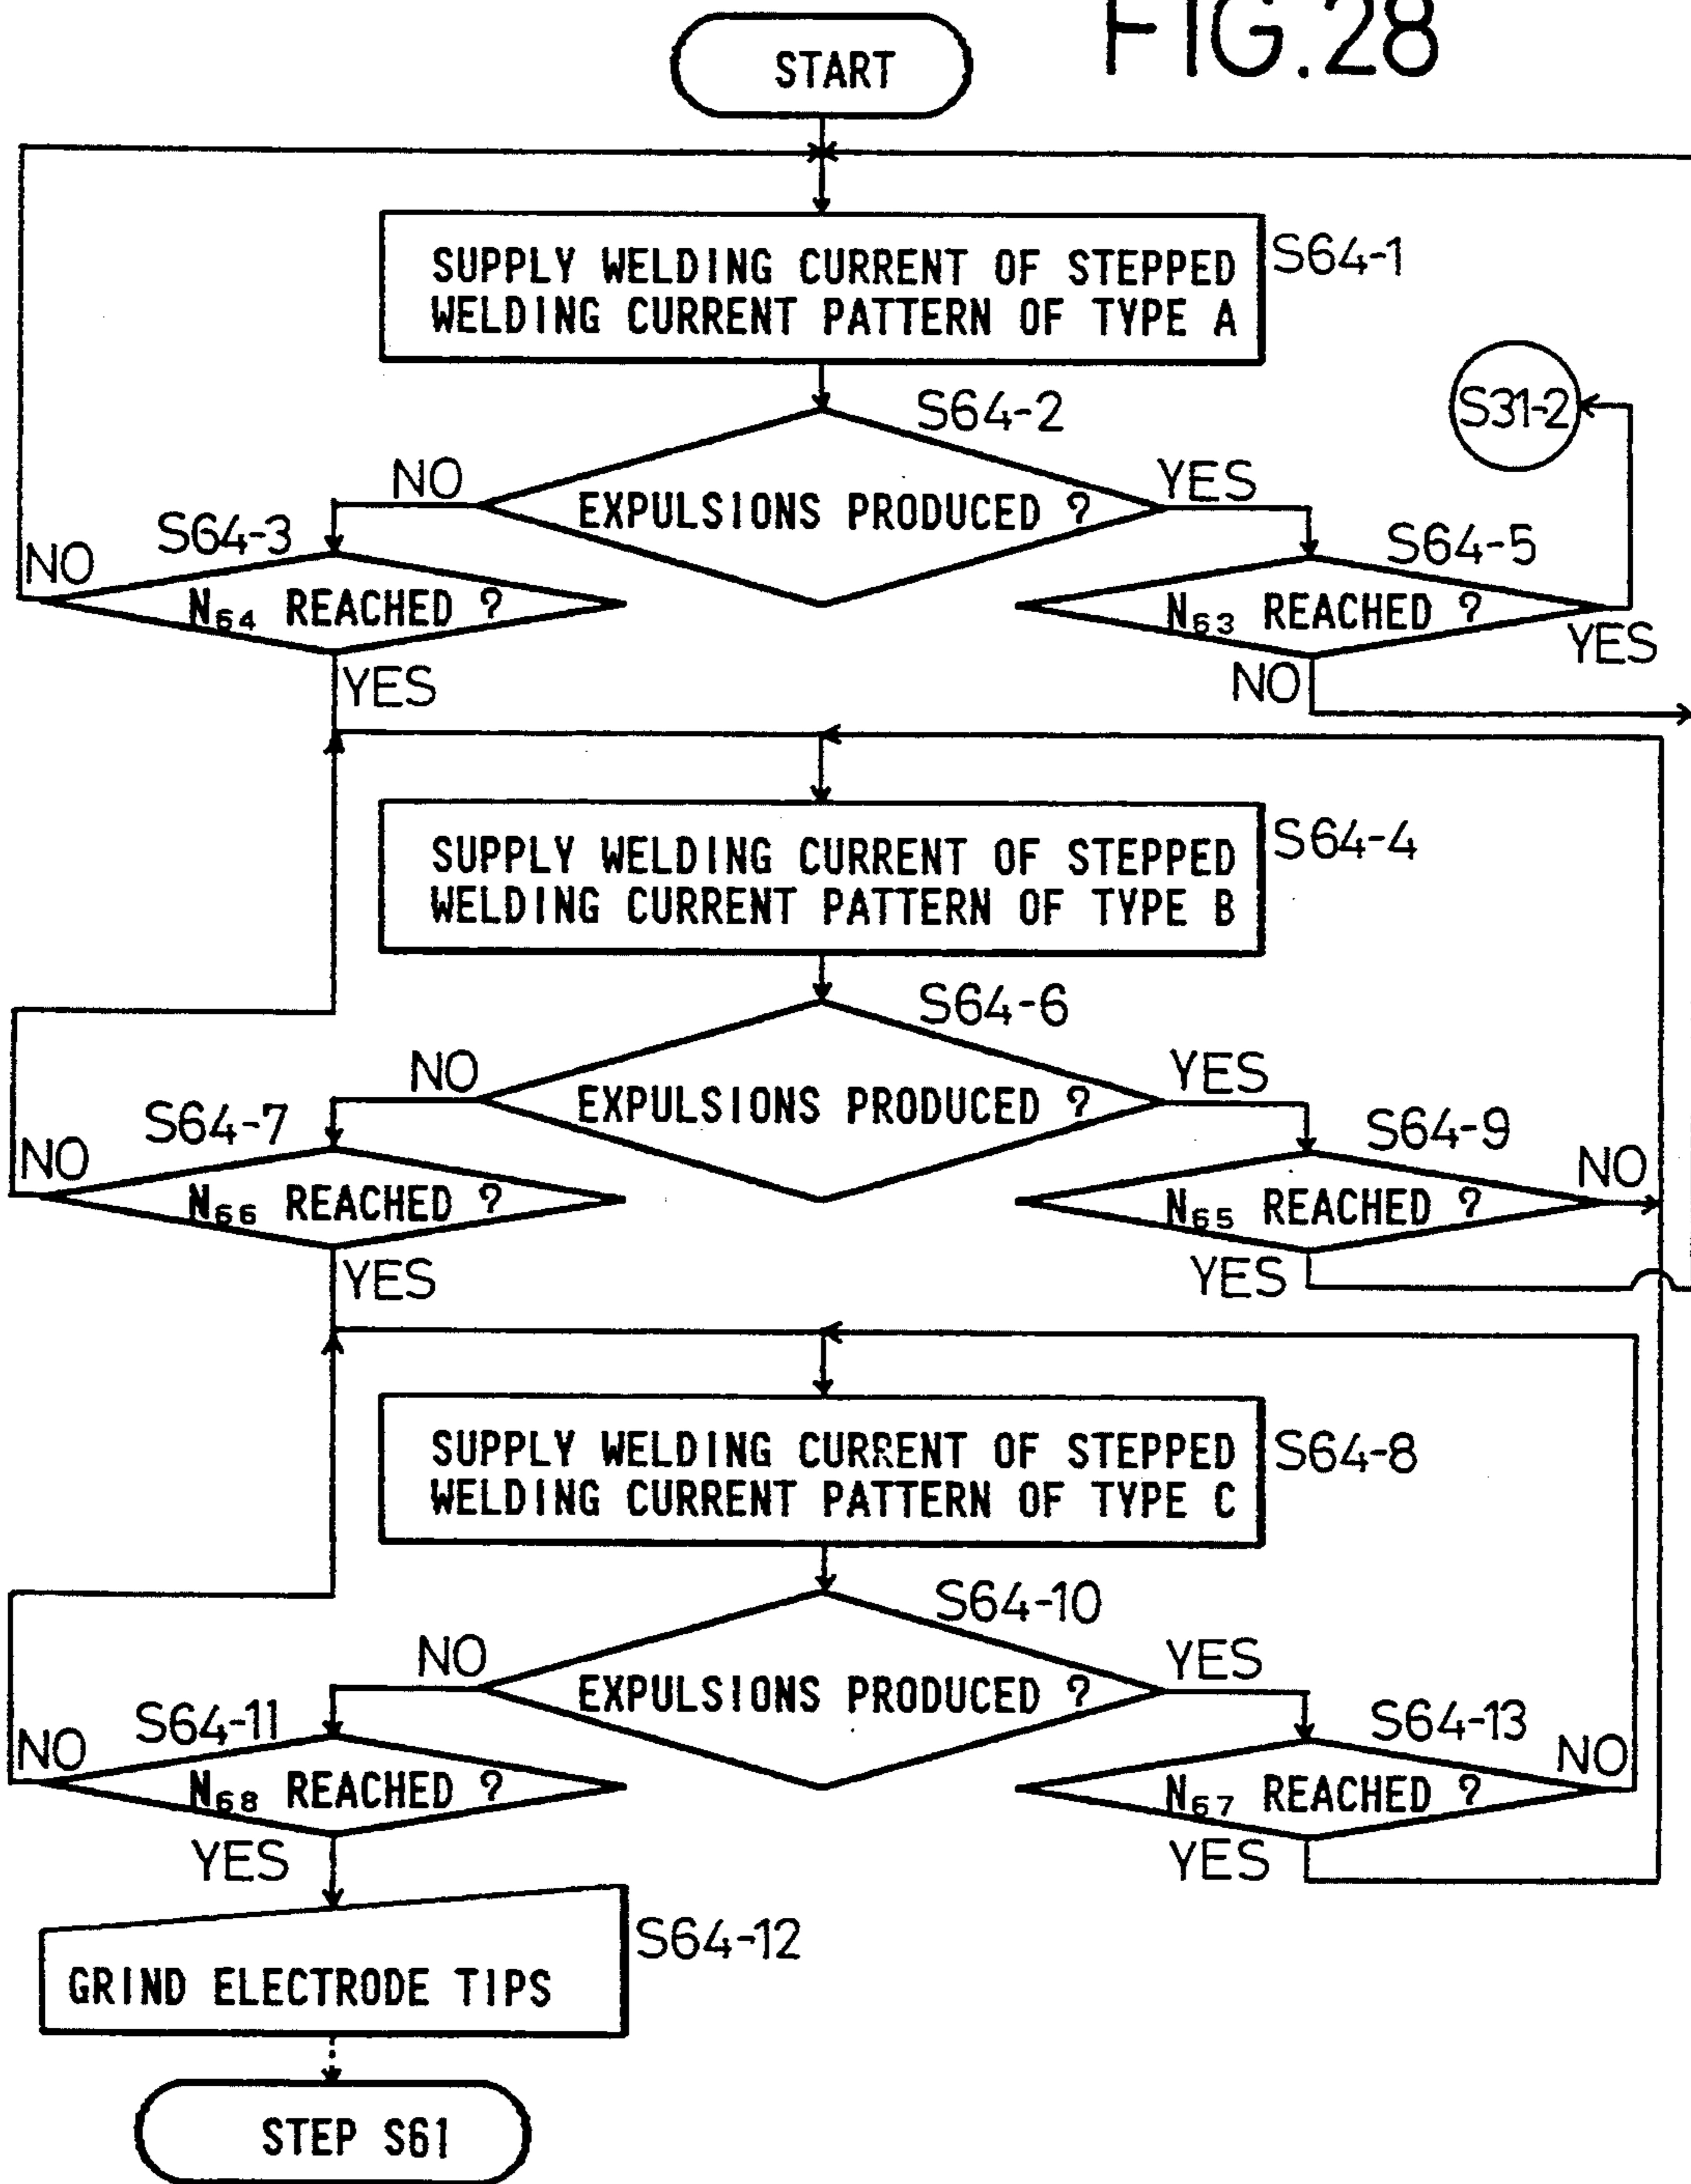 FIG.28
START
SUPPLY WELDING CURRENT OF STEPPED
WELDING CURRENT PATTERN OF TYPE A
S64-1
S31-2
S64-2
NO
YES
EXPULSIONS PRODUCED ?
S64-3
S64-5
NO
N64 REACHED ?
N63 REACHED ?
YES
YES
NO
SUPPLY WELDING CURRENT OF STEPPED
WELDING CURRENT PATTERN OF TYPE B
S64-4
S64-6
NO
YES
EXPULSIONS PRODUCED ?
S64-7
S64-9
NO
NO
N66 REACHED ?
N65 REACHED ?
YES
YES
SUPPLY WELDING CURRENT OF STEPPED
WELDING CURRENT PATTERN OF TYPE C
S64-8
S64-10
NO
YES
EXPULSIONS PRODUCED ?
S64-11
S64-13
NO
NO
N68 REACHED ?
N67 REACHED ?
YES
YES
S64-12
GRIND ELECTRODE TIPS
STEP S61